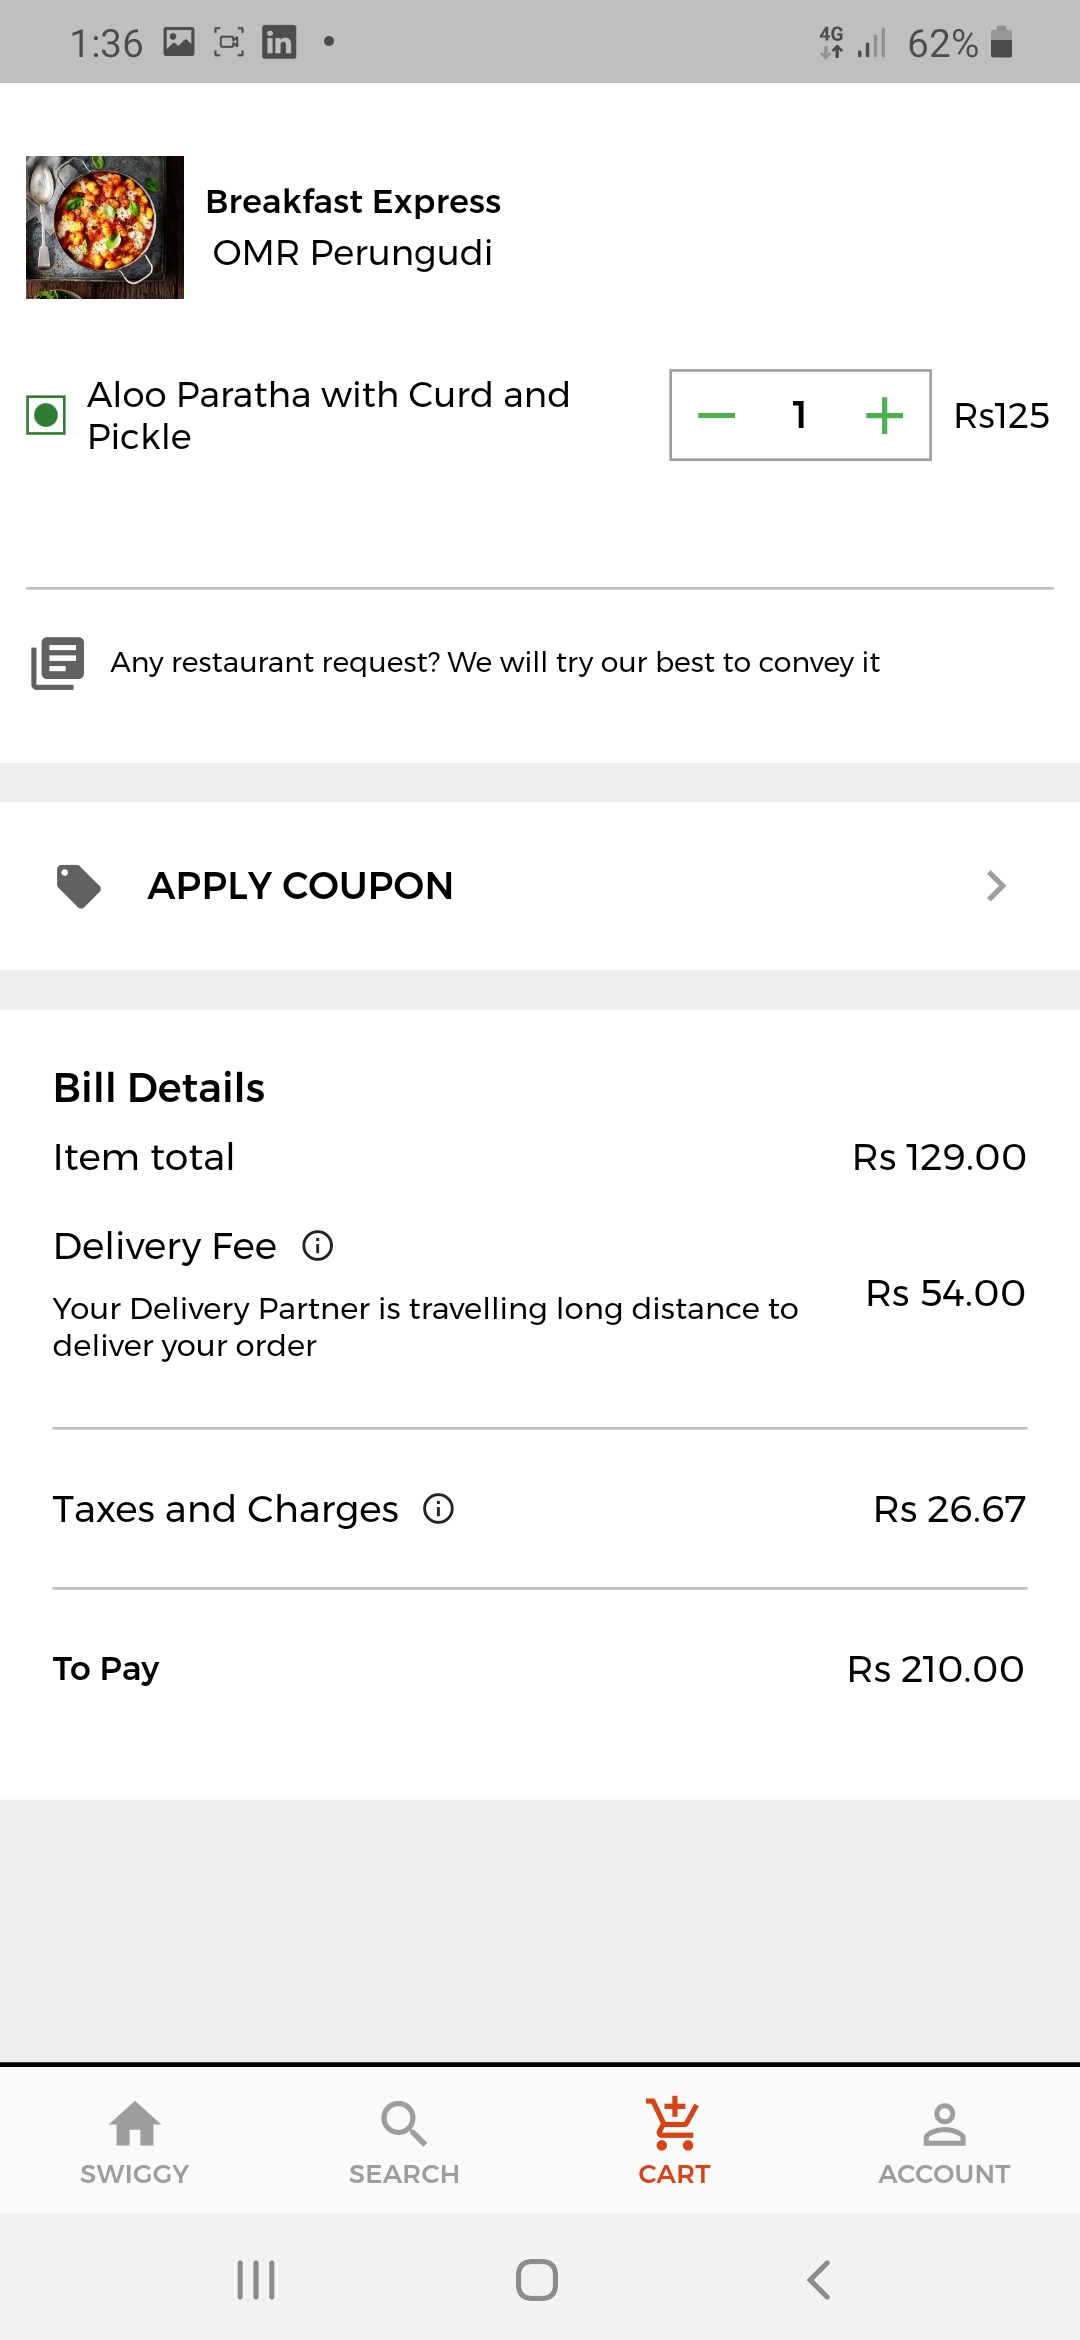 1:36
4G
62%
Breakfast Express
OMR Perungudi
Aloo Paratha with Curd and
Pickle
1
Rs125
Any restaurant request? We will try our best to convey it
APPLY COUPON
Bill Details
Item total
Rs 129.00
Delivery Fee
Your Delivery Partner is travelling long distance to
deliver your order
Rs 54.00
Taxes and Charges
Rs 26.67
To Pay
Rs 210.00
SWIGGY
SEARCH
CART
ACCOUNT